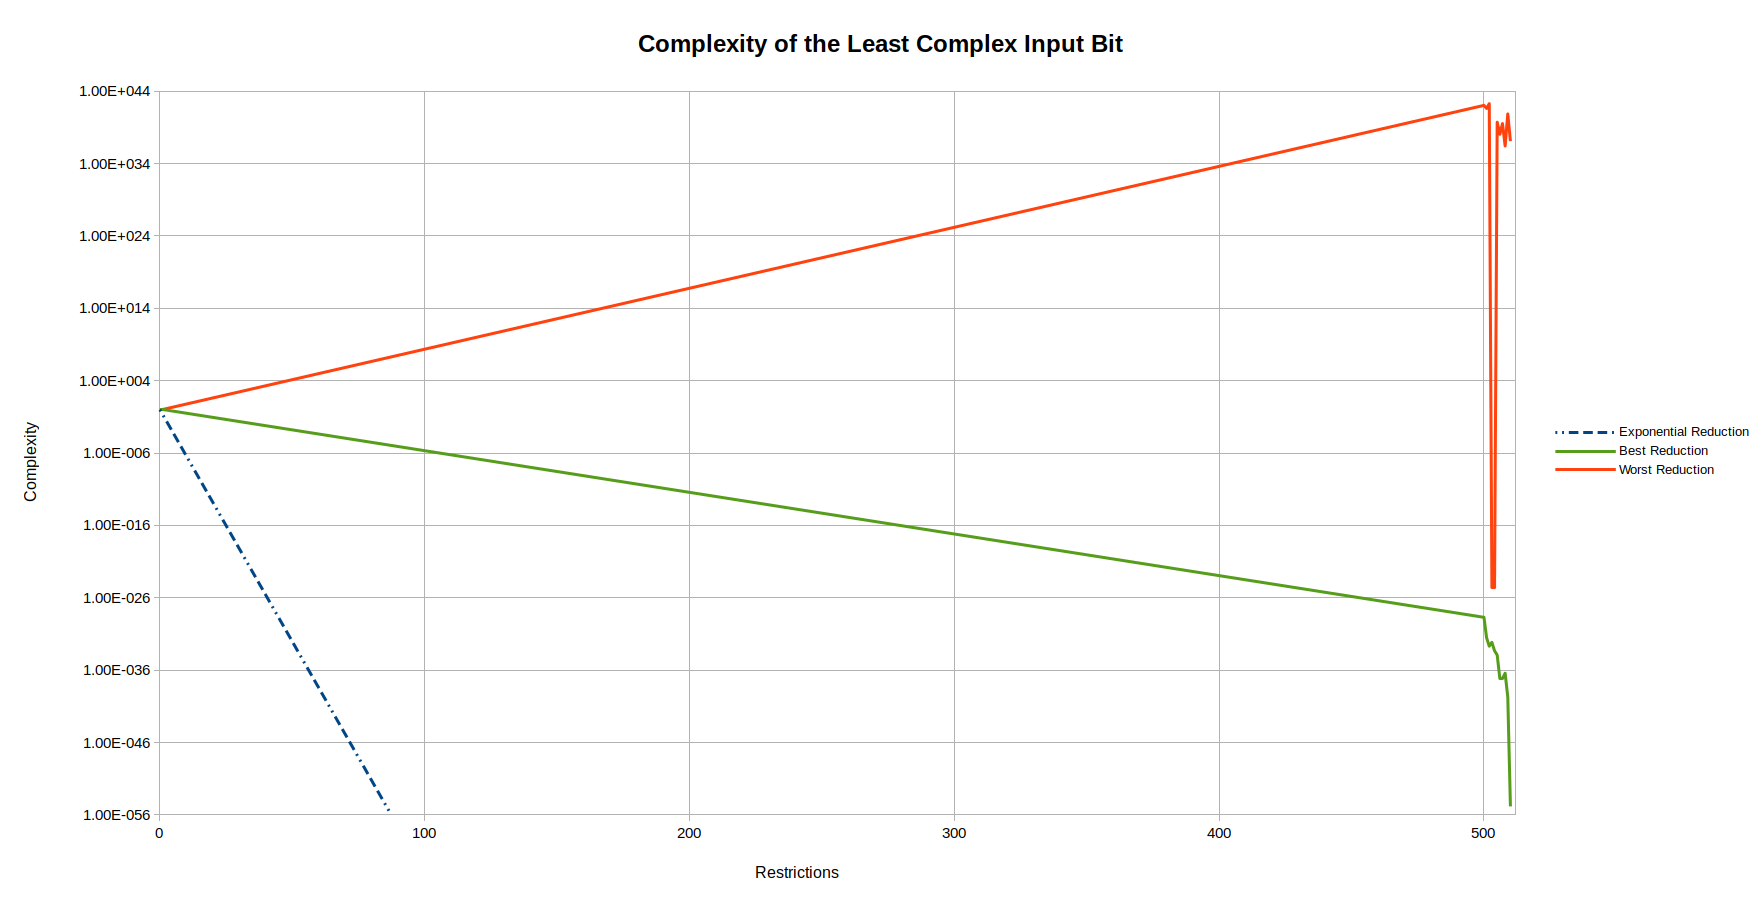 Complexity of the Least Complex Input Bit
1.00E+044
1.00E+034
1.00E+024
1.00E+014
1.00E+004
1.00E-006
1.00E-016
1.00E-026
1.00E-036
1.00E-046
1.00E-056
Complexity
0 100 200 300 400 500
Restrictions
Exponential Reduction
Best Reduction
Worst Reduction